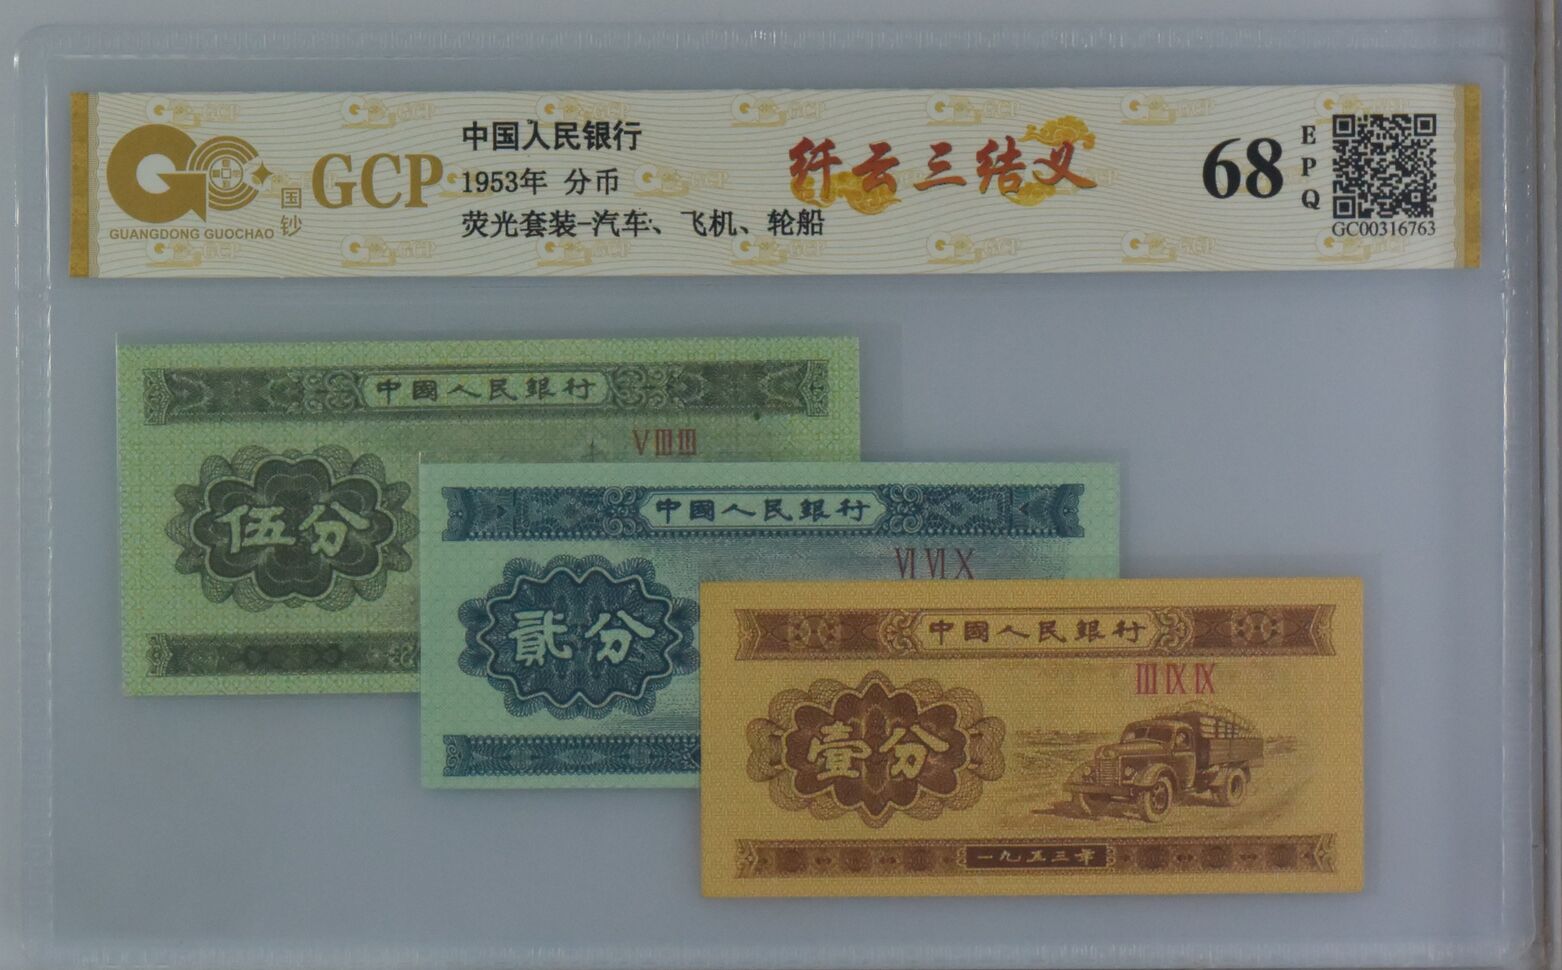 GUANGDONG GUOCHAO
国
钞
GCP
中国人民银行
1953年 分币
荧光套装-汽车、飞机、轮船
纤云三结义
68
E
P
Q
GC00316763
中國人民銀行
V III III
伍分
中國人民銀行
VI VI X
貳分
中國人民銀行
III IX IX
壹分
一九五三年